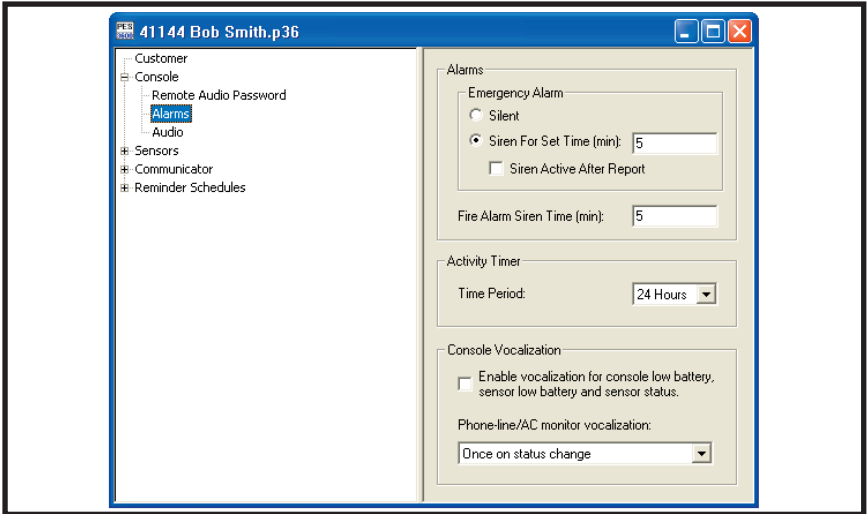 PES
3600
41144 Bob Smith.p36
Customer
Console
Remote Audio Password
Alarms
Audio
Sensors
Communicator
Reminder Schedules
Alarms
Emergency Alarm
Silent
Siren For Set Time (min): 5
Siren Active After Report
Fire Alarm Siren Time (min): 5
Activity Timer
Time Period: 24 Hours
Console Vocalization
Enable vocalization for console low battery,
sensor low battery and sensor status.
Phone-line/AC monitor vocalization:
Once on status change